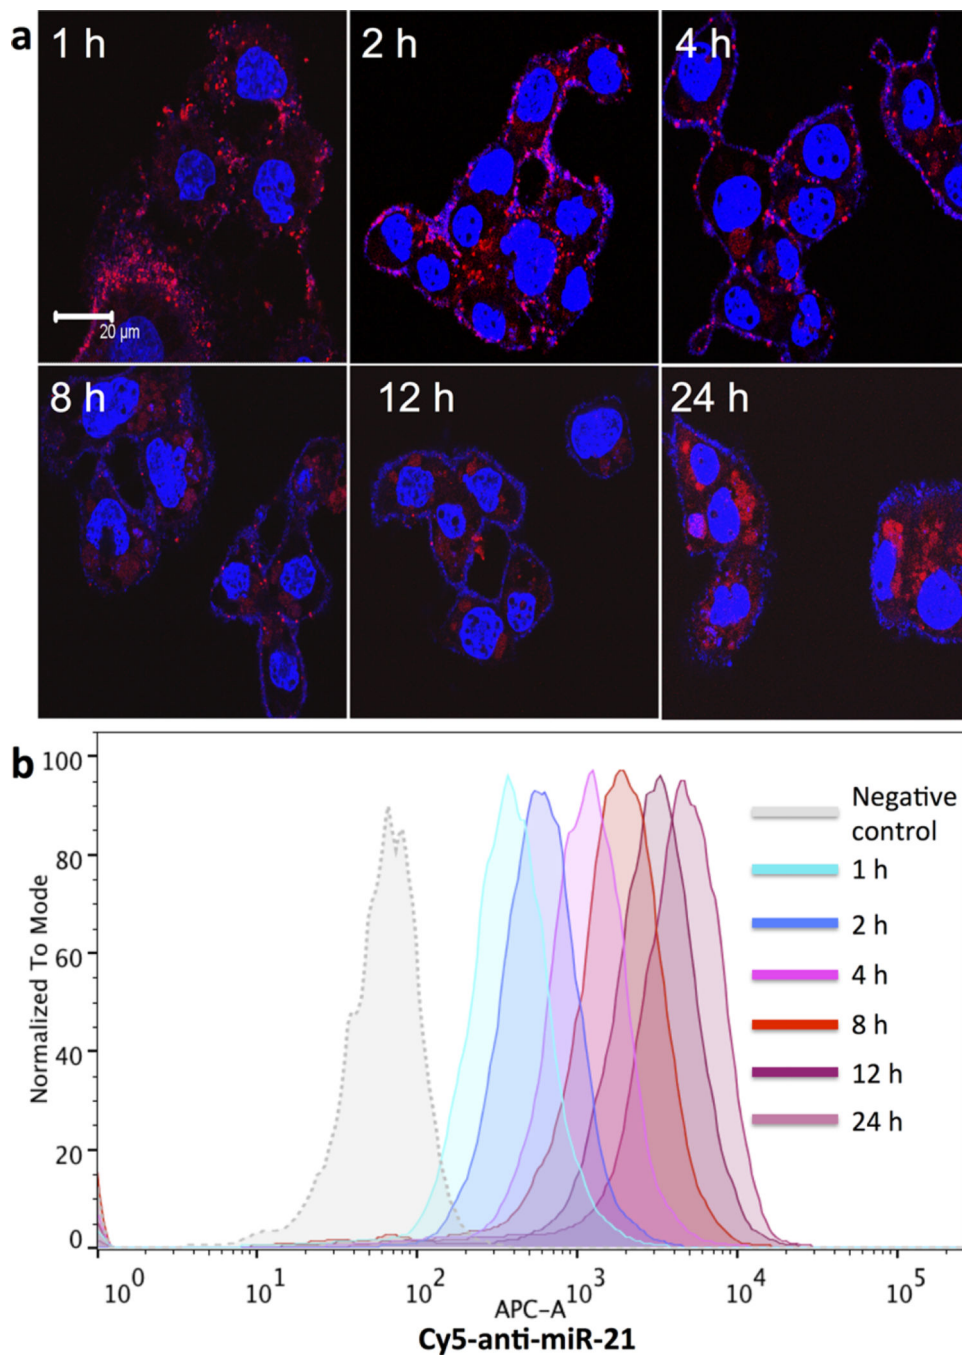 a
1 h
2 h
4 h
20 µm
8 h
12 h
24 h
b
100
80
60
40
20
0
Normalized To Mode
Negative
control
1 h
2 h
4 h
8 h
12 h
24 h
10^0
10^1
10^2
10^3
10^4
10^5
APC-A
Cy5-anti-miR-21